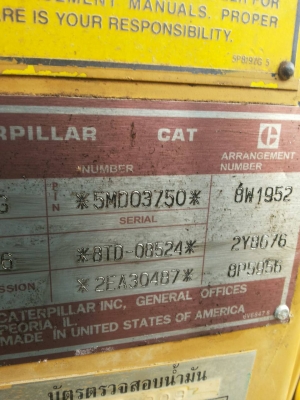 EMENT MANUALS. PROPER
ARE IS YOUR RESPONSIBILITY.
RPILLAR CAT C
NUMBER ARRANGEMENT NUMBER
PIN *5MD03750* 8W1952
SERIAL
*8TD-08524*
*2EA30487*
SSION
CATERPILLAR INC, GENERAL OFFICES
PEORIA, IL.
MADE IN UNITED STATES OF AMERICA
บัตรตรวจสอบน้ำมัน